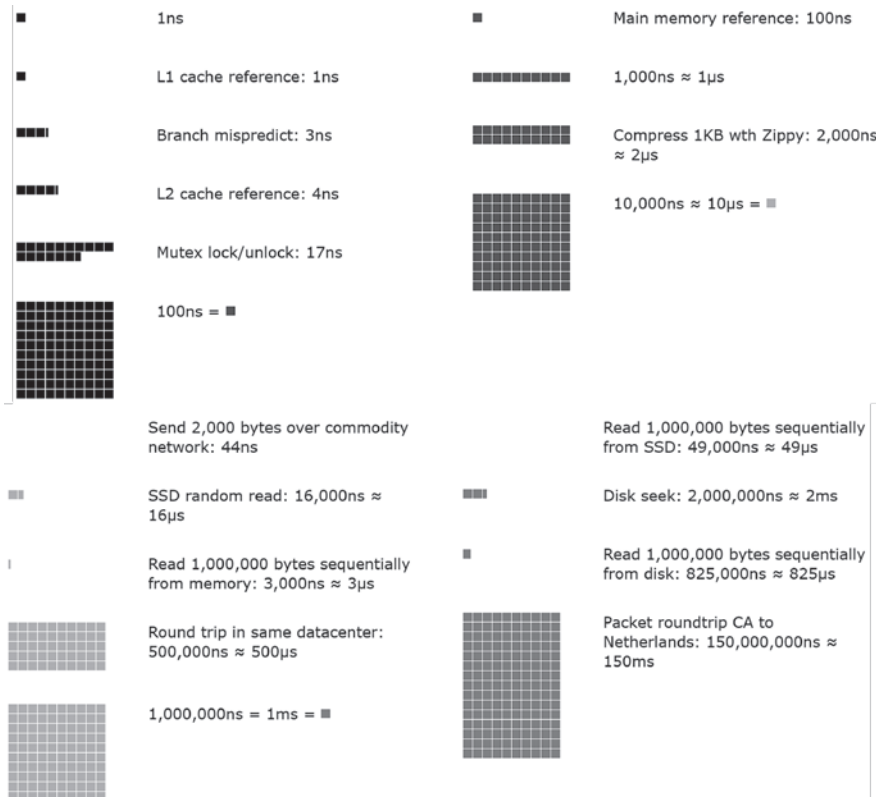 1ns
L1 cache reference: 1ns
Branch mispredict: 3ns
L2 cache reference: 4ns
Mutex lock/unlock: 17ns
100ns =
Main memory reference: 100ns
1,000ns ≈ 1µs
Compress 1KB wth Zippy: 2,000ns
≈ 2µs
10,000ns ≈ 10µs =
Send 2,000 bytes over commodity
network: 44ns
SSD random read: 16,000ns ≈
16µs
Read 1,000,000 bytes sequentially
from memory: 3,000ns ≈ 3µs
Round trip in same datacenter:
500,000ns ≈ 500µs
1,000,000ns = 1ms =
Read 1,000,000 bytes sequentially
from SSD: 49,000ns ≈ 49µs
Disk seek: 2,000,000ns ≈ 2ms
Read 1,000,000 bytes sequentially
from disk: 825,000ns ≈ 825µs
Packet roundtrip CA to
Netherlands: 150,000,000ns ≈
150ms